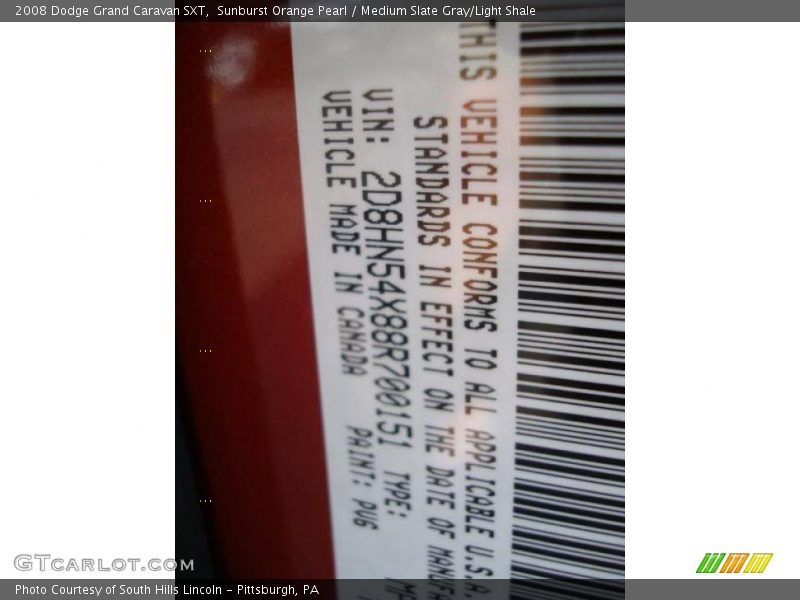 2008 Dodge Grand Caravan SXT,  Sunburst Orange Pearl / Medium Slate Gray/Light Shale
THIS VEHICLE CONFORMS TO ALL APPLICABLE U.S.A.
STANDARDS IN EFFECT ON THE DATE OF MANUFA
VIN: 2D8HN54X88R700151 TYPE: MP
VEHICLE MADE IN CANADA PAINT: PV6
GTCarlot.com
Photo Courtesy of South Hills Lincoln - Pittsburgh, PA